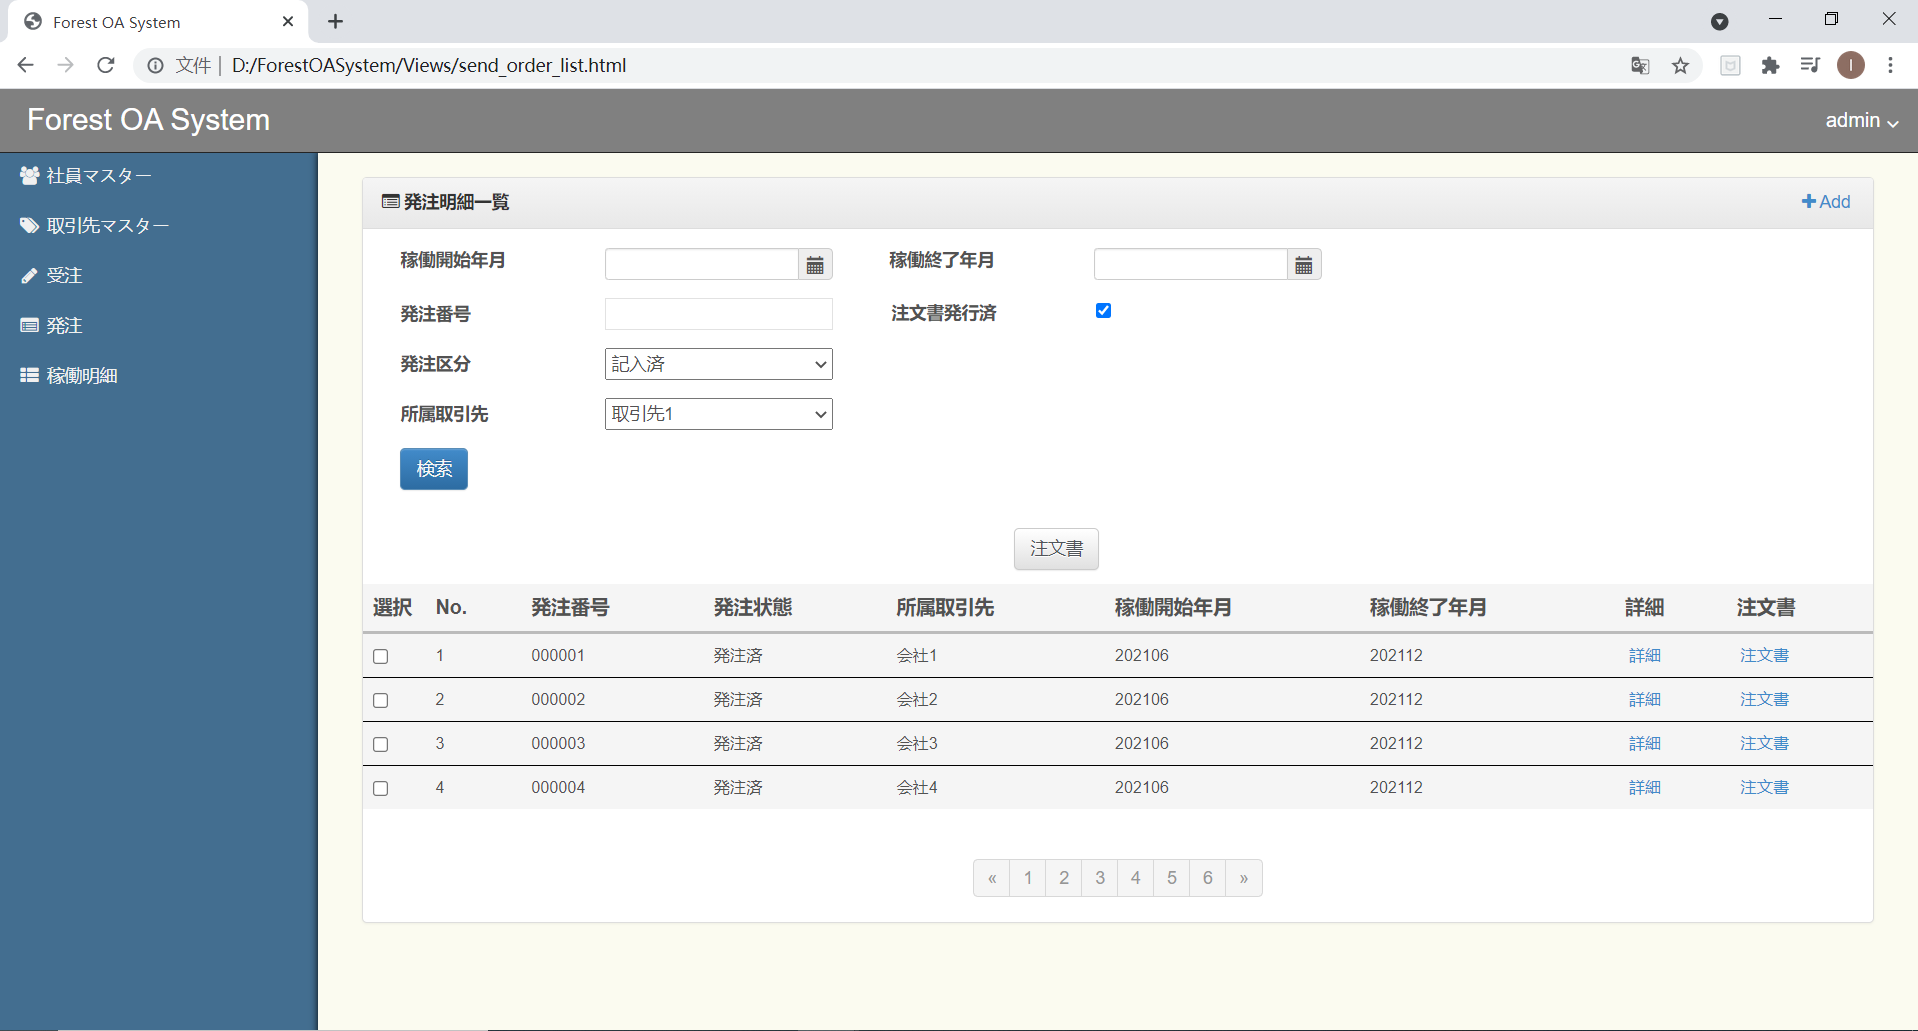 Forest OA System
文件 D:/ForestOASystem/Views/send_order_list.html
I
Forest OA System
admin
社員マスター
取引先マスター
受注
発注
稼働明細
発注明細一覧
Add
稼働開始年月 稼働終了年月
発注番号 注文書発行済
発注区分 記入済
所属取引先 取引先1
検索
注文書
選択 No. 発注番号 発注状態 所属取引先 稼働開始年月 稼働終了年月 詳細 注文書
1 000001 発注済 会社1 202106 202112 詳細 注文書
2 000002 発注済 会社2 202106 202112 詳細 注文書
3 000003 発注済 会社3 202106 202112 詳細 注文書
4 000004 発注済 会社4 202106 202112 詳細 注文書
« 1 2 3 4 5 6 »